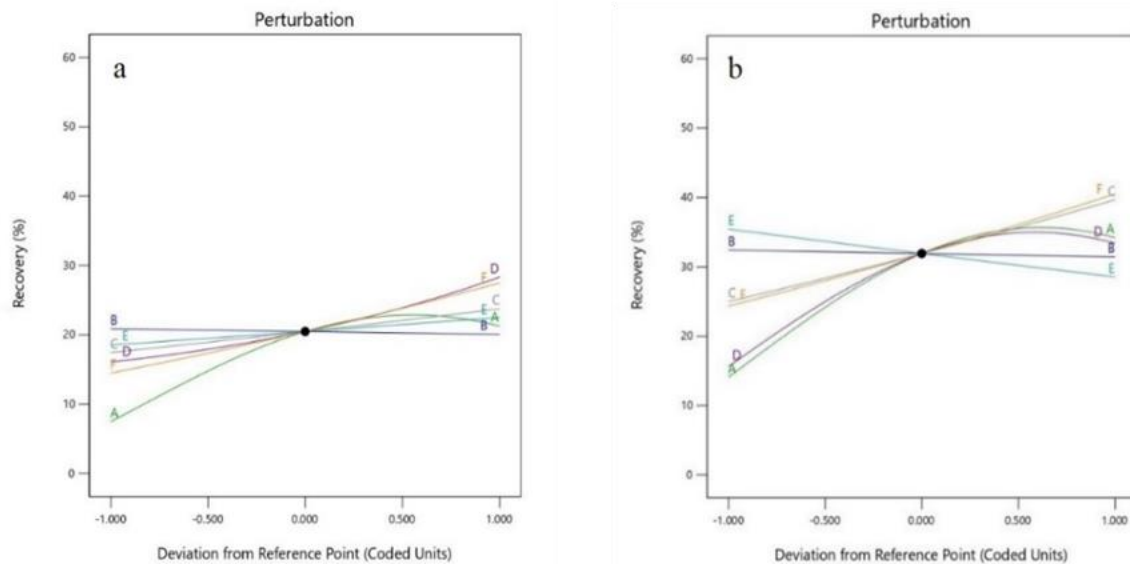 Perturbation
a
60
50
40
30
20
10
0
Recovery (%)
B
E
C
D
F
A
D
F
C
E
A
B
-1.000
-0.500
0.000
0.500
1.000
Deviation from Reference Point (Coded Units)
Perturbation
b
60
50
40
30
20
10
0
Recovery (%)
E
B
C
F
D
A
F
C
D
A
B
E
-1.000
-0.500
0.000
0.500
1.000
Deviation from Reference Point (Coded Units)